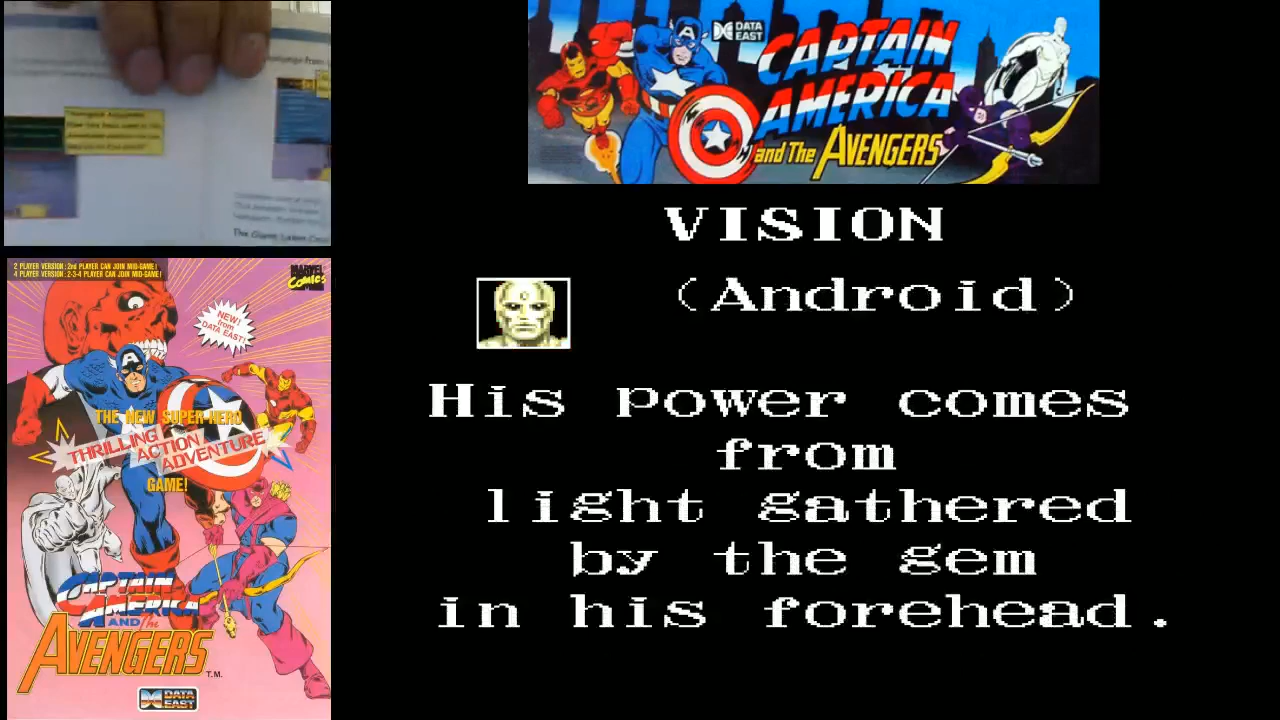 DATA
EAST
CAPTAIN
AMERICA
and The AVENGERS
VISION
(Android)
His power comes
from
light gathered
by the gem
in his forehead.
2 PLAYER VERSION: 2nd PLAYER CAN JOIN MID-GAME!
4 PLAYER VERSION: 2-3-4 PLAYER CAN JOIN MID-GAME!
MARVEL
COMICS
NEW!
from
DATA EAST!
THE NEW SUPER-HERO
THRILLING
ACTION
ADVENTURE
GAME!
CAPTAIN
AMERICA
AND The
AVENGERS
T.M.
DATA
EAST